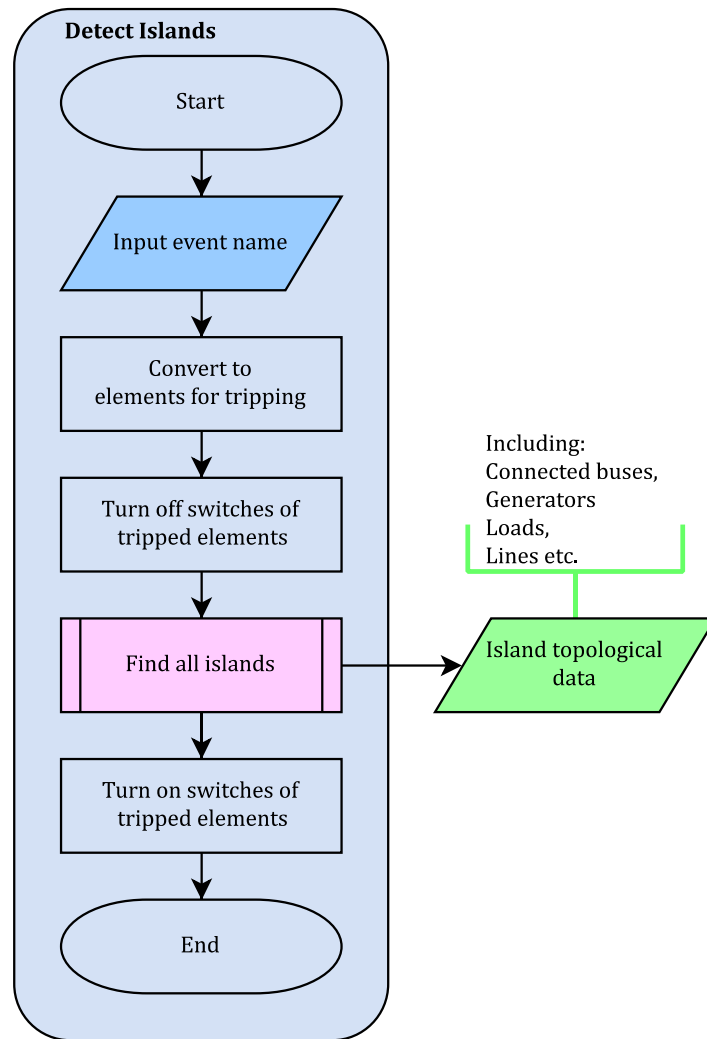 Detect Islands
Start
Input event name
Convert to
elements for tripping
Turn off switches of
tripped elements
Find all islands
Turn on switches of
tripped elements
End
Including:
Connected buses,
Generators
Loads,
Lines etc.
Island topological
data